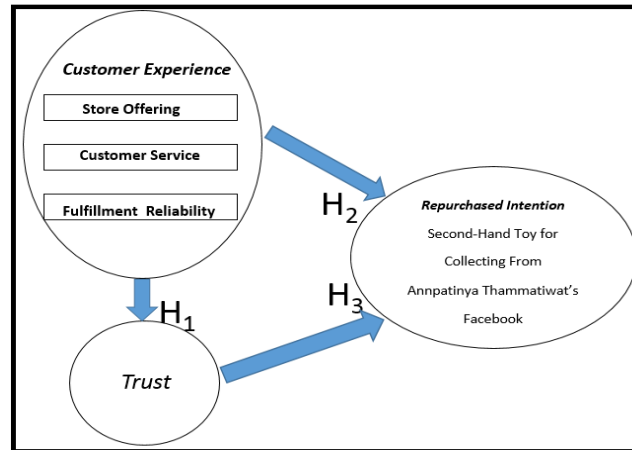 Customer Experience
Store Offering
Customer Service
Fulfillment Reliability
H2
Repurchased Intention
Second-Hand Toy for
Collecting From
Annpatinya Thammatiwat's
Facebook
H1
H3
Trust